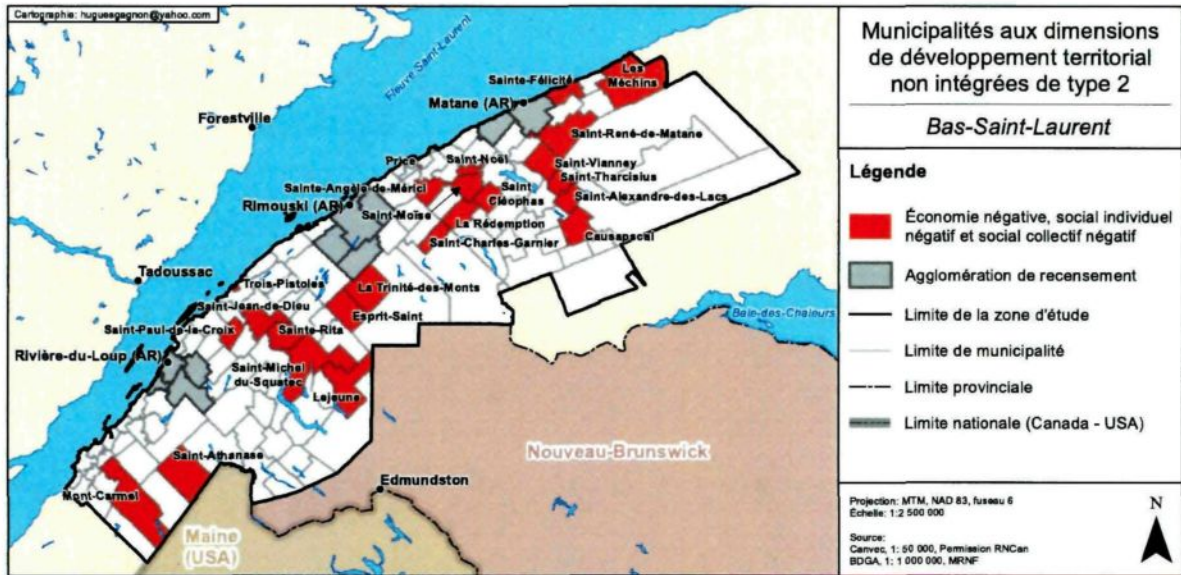 Cartographie: huguesgagnon@yahoo.com
Fleuve Saint-Laurent
Forestville
Sainte-Félicité
Les
Méchins
Matane (AR)
Saint-René-de-Matane
Saint-Noël
Price
Saint-Vianney
Saint-Tharcisius
Sainte-Angèle-de-Mérici
Saint
Cléophas
Saint-Alexandre-des-Lacs
Rimouski (AR)
Saint-Moïse
La Rédemption
Causapscal
Saint-Charles-Garnier
Tadoussac
Trois-Pistoles
La Trinité-des-Monts
Saint-Jean-de-Dieu
Esprit-Saint
Baie-des-Chaleurs
Saint-Paul-de-la-Croix
Sainte-Rita
Rivière-du-Loup (AR)
Saint-Michel
du-Squatec
Lejeune
Saint-Athanase
Nouveau-Brunswick
Edmundston
Mont-Carmel
Maine
(USA)
Municipalités aux dimensions
de développement territorial
non intégrées de type 2
Bas-Saint-Laurent
Légende
Économie négative, social individuel
négatif et social collectif négatif
Agglomération de recensement
Limite de la zone d'étude
Limite de municipalité
Limite provinciale
Limite nationale (Canada - USA)
Projection: MTM, NAD 83, fuseau 6
Échelle: 1:2 500 000
N
Source:
Canvec, 1: 50 000, Permission RNCan
BDGA, 1: 1 000 000, MRNF